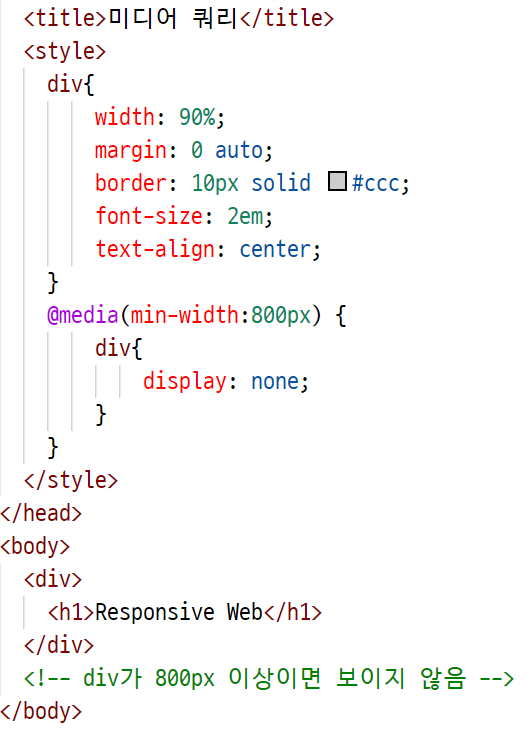 <title>미디어 쿼리</title>
<style>
div{
width: 90%;
margin: 0 auto;
border: 10px solid #ccc;
font-size: 2em;
text-align: center;
}
@media(min-width:800px) {
div{
display: none;
}
}
</style>
</head>
<body>
<div>
<h1>Responsive Web</h1>
</div>
<!-- div가 800px 이상이면 보이지 않음 -->
</body>